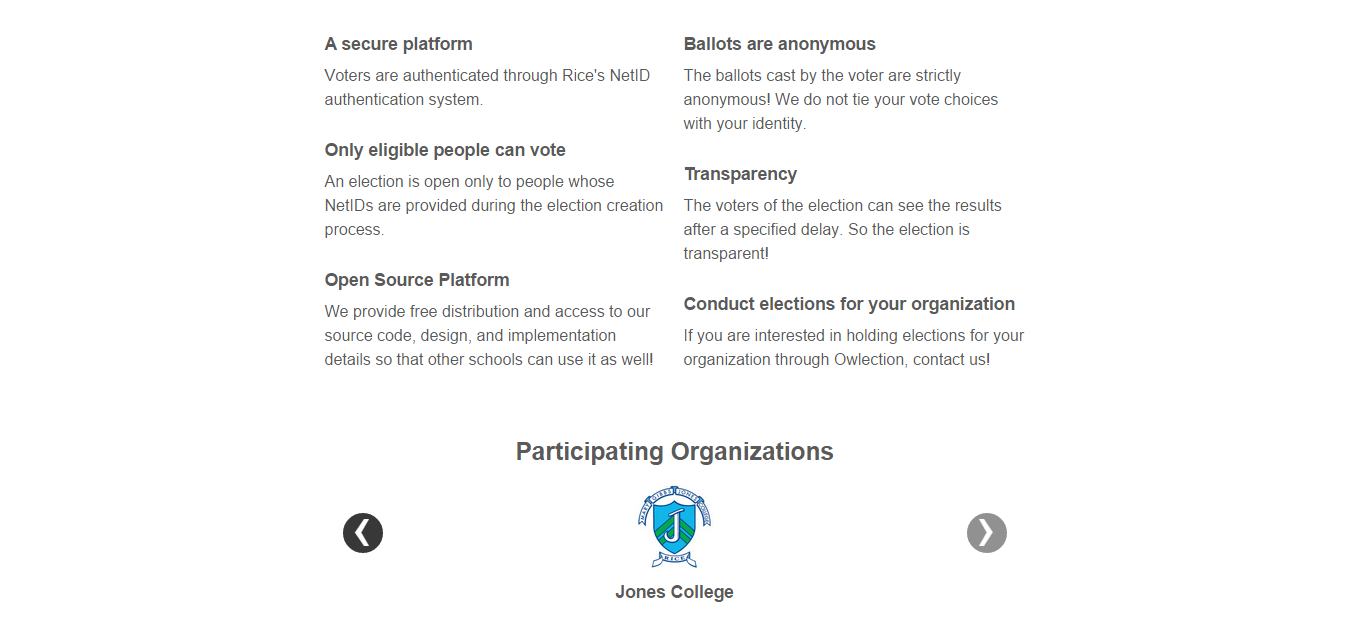 A secure platform
Voters are authenticated through Rice's NetID
authentication system.
Only eligible people can vote
An election is open only to people whose
NetIDs are provided during the election creation
process.
Open Source Platform
We provide free distribution and access to our
source code, design, and implementation
details so that other schools can use it as well!
Ballots are anonymous
The ballots cast by the voter are strictly
anonymous! We do not tie your vote choices
with your identity.
Transparency
The voters of the election can see the results
after a specified delay. So the election is
transparent!
Conduct elections for your organization
If you are interested in holding elections for your
organization through Owlection, contact us!
Participating Organizations
MARY GIBBS JONES COLLEGE
J
RICE
Jones College